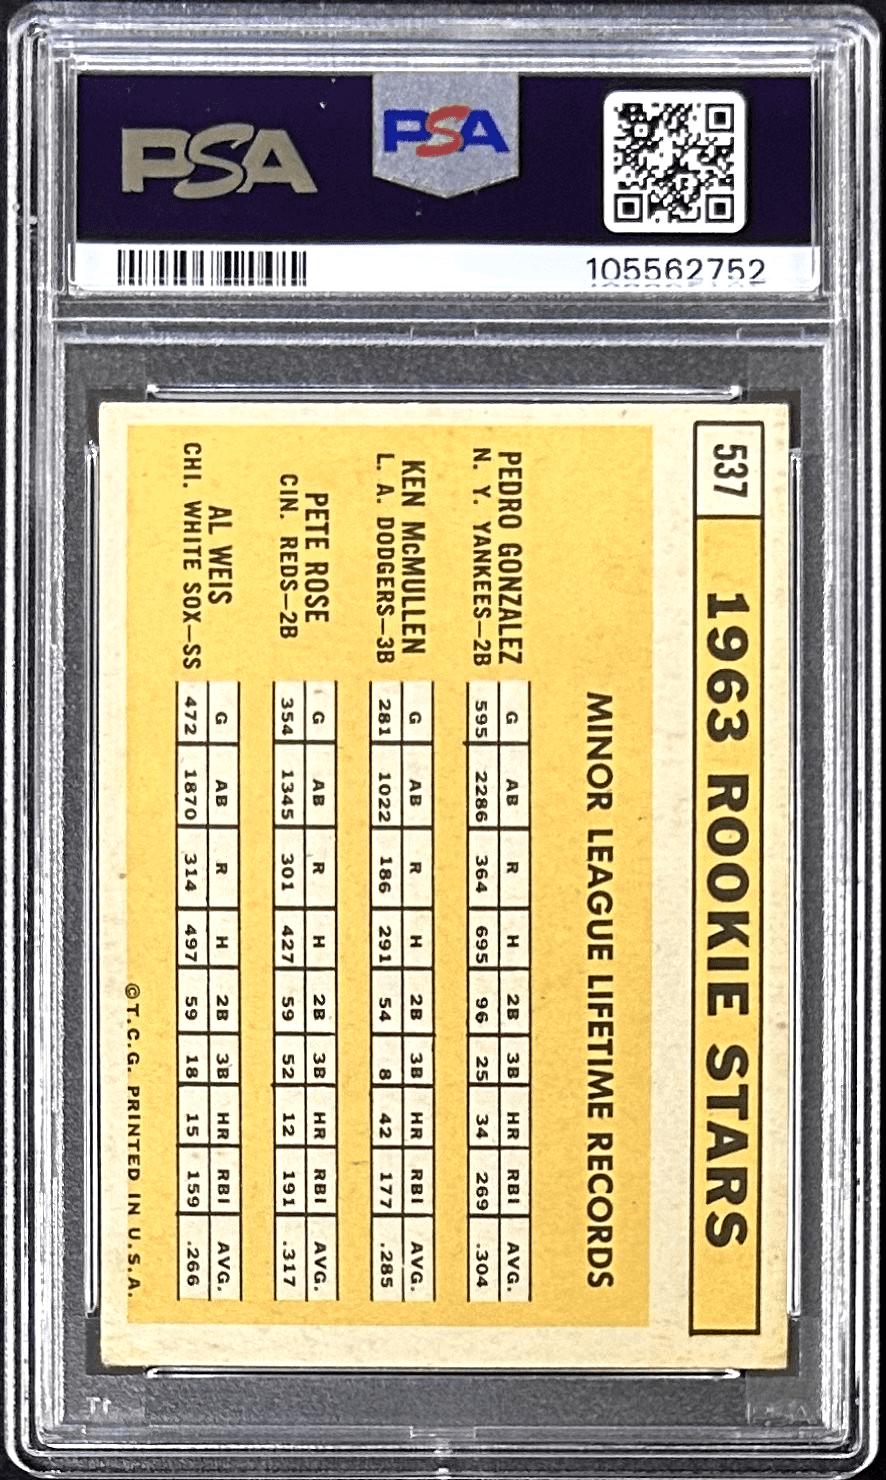 PSA
PSA
105562752
537
1963 ROOKIE STARS
MINOR LEAGUE LIFETIME RECORDS
PEDRO GONZALEZ
N. Y. YANKEES—2B
G AB R H 2B 3B HR RBI AVG.
595 2286 364 695 96 25 34 269 .304
KEN McMULLEN
L. A. DODGERS—3B
G AB R H 2B 3B HR RBI AVG.
281 1022 186 291 54 8 42 177 .285
PETE ROSE
CIN. REDS—2B
G AB R H 2B 3B HR RBI AVG.
354 1345 301 427 59 52 12 191 .317
AL WEIS
CHI. WHITE SOX—SS
G AB R H 2B 3B HR RBI AVG.
472 1870 314 497 59 18 15 159 .266
©T.C.G. PRINTED IN U.S.A.